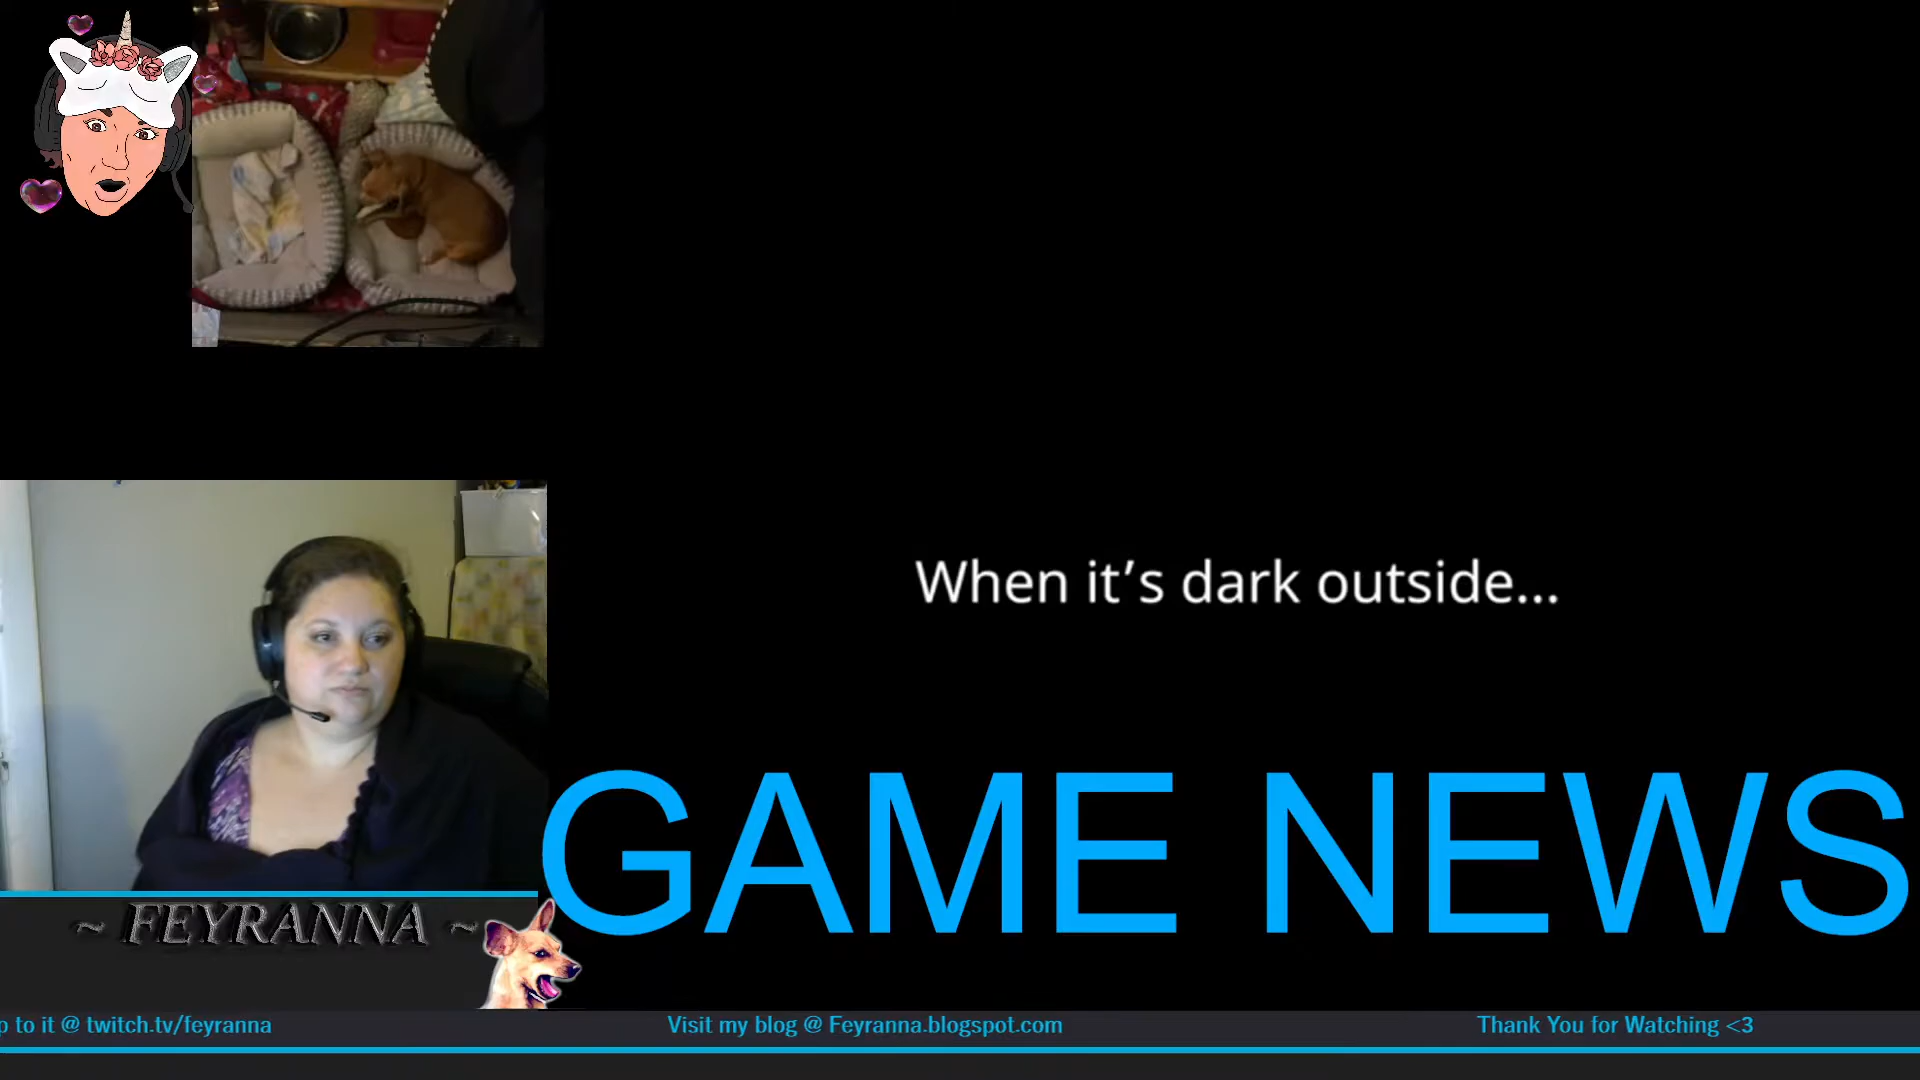 When it’s dark outside...
GAME NEWS
~ FEYRANNA ~
p to it @ twitch.tv/feyranna
Visit my blog @ Feyranna.blogspot.com
Thank You for Watching <3